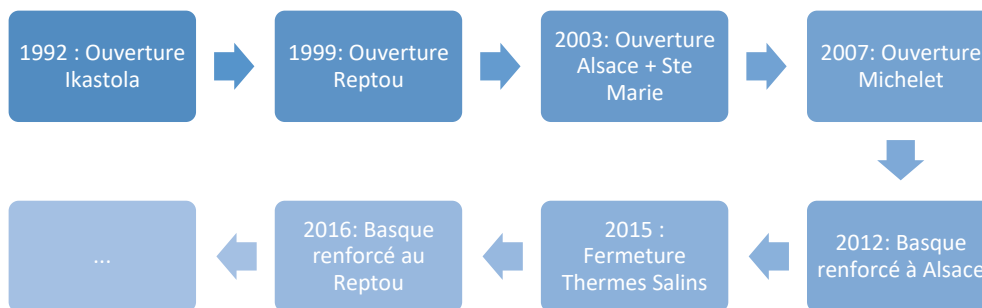 1992 : Ouverture
Ikastola
1999: Ouverture
Reptou
2003: Ouverture
Alsace + Ste
Marie
2007: Ouverture
Michelet
2012: Basque
renforcé à Alsace
2015 :
Fermeture
Thermes Salins
2016: Basque
renforcé au
Reptou
...